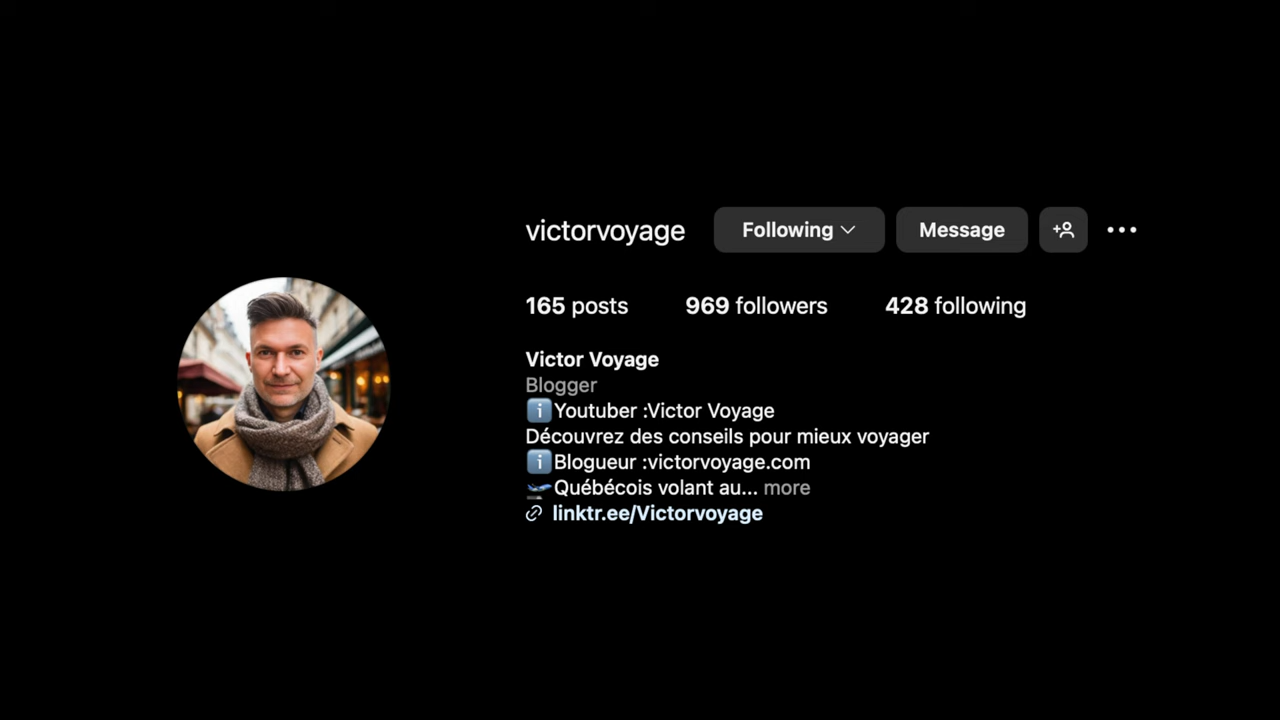 victorvoyage Following Message
165 posts 969 followers 428 following
Victor Voyage
Blogger
ℹ️Youtuber :Victor Voyage
Découvrez des conseils pour mieux voyager
ℹ️Blogueur :victorvoyage.com
🛫Québécois volant au... more
linktr.ee/Victorvoyage